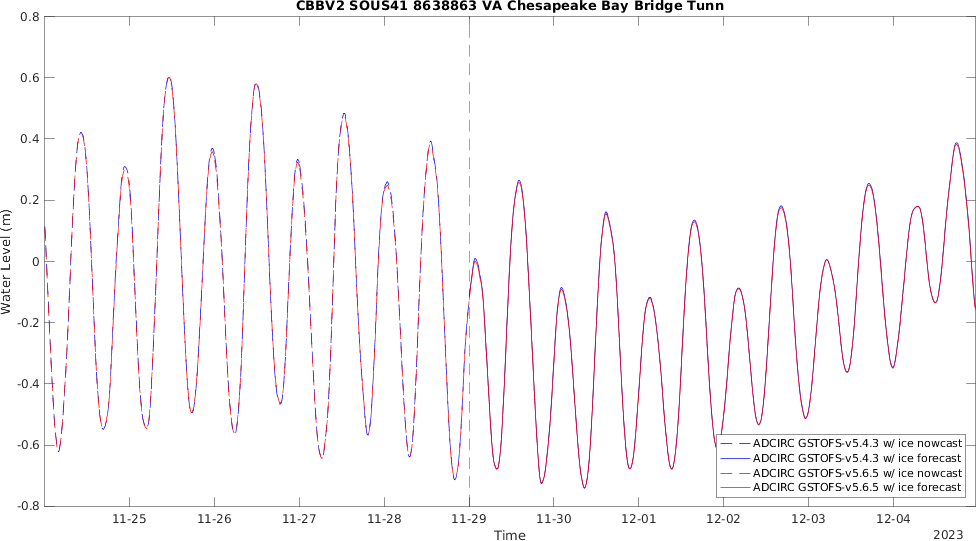 CBBV2 SOUS41 8638863 VA Chesapeake Bay Bridge Tunn
0.8
0.6
0.4
0.2
0
-0.2
-0.4
-0.6
-0.8
Water Level (m)
ADCIRC GSTOFS-v5.4.3 w/ ice nowcast
ADCIRC GSTOFS-v5.4.3 w/ ice forecast
ADCIRC GSTOFS-v5.6.5 w/ ice nowcast
ADCIRC GSTOFS-v5.6.5 w/ ice forecast
11-25 11-26 11-27 11-28 11-29 11-30 12-01 12-02 12-03 12-04
Time
2023